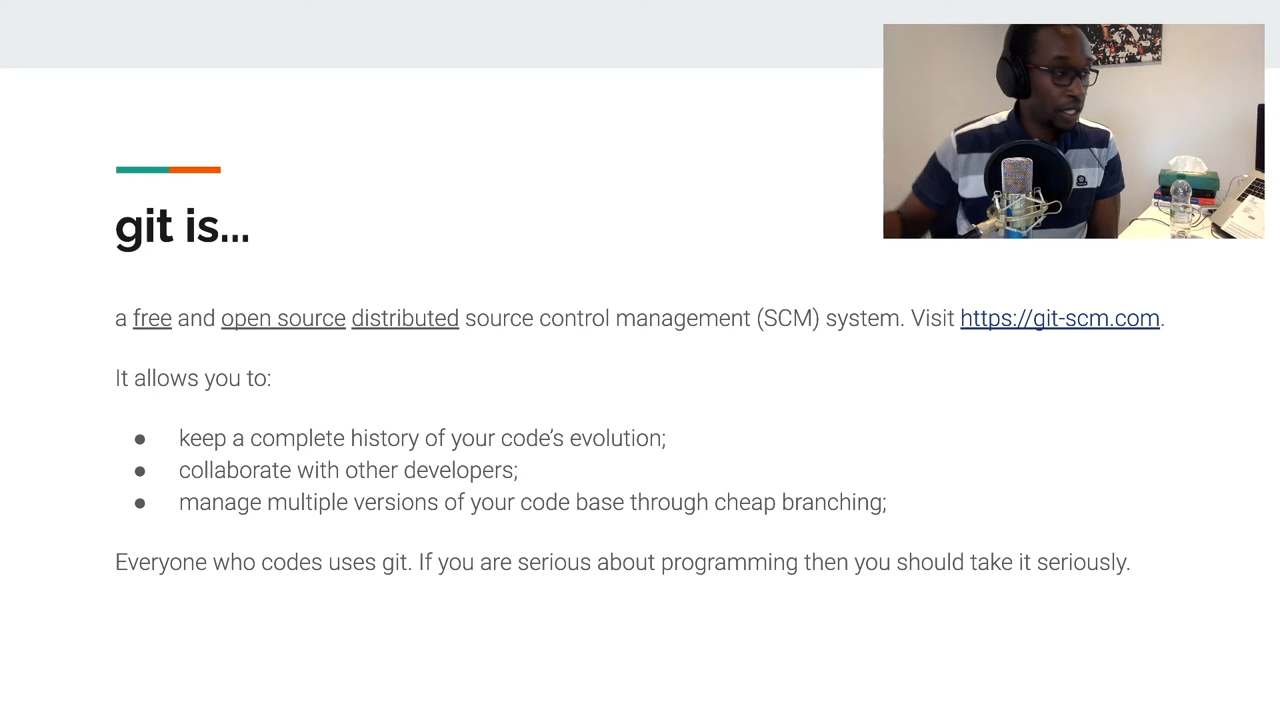 git is...
a free and open source distributed source control management (SCM) system. Visit https://git-scm.com.
It allows you to:
● keep a complete history of your code’s evolution;
● collaborate with other developers;
● manage multiple versions of your code base through cheap branching;
Everyone who codes uses git. If you are serious about programming then you should take it seriously.